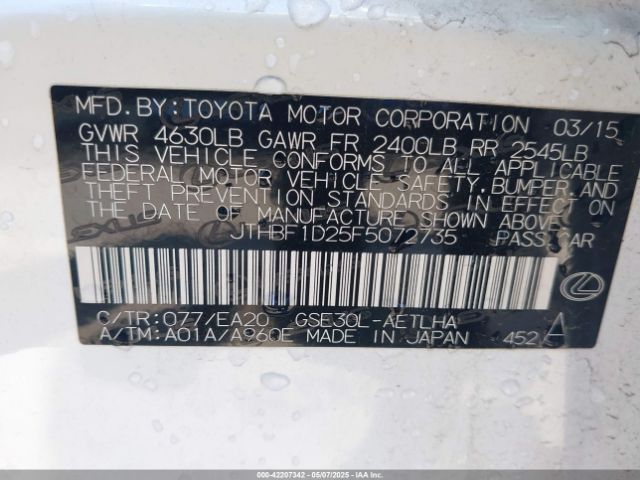 MFD.BY:TOYOTA MOTOR CORPORATION 03/15
GVWR 4630LB GAWR FR 2400LB RR 2545LB
THIS VEHICLE CONFORMS TO ALL APPLICABLE
FEDERAL MOTOR VEHICLE SAFETY,BUMPER,AND
THEFT PREVENTION STANDARDS IN EFFECT ON
THE DATE OF MANUFACTURE SHOWN ABOVE.
JTHBF1D25F5072735 PASS CAR
C/TR:077/EA20 GSE30L-AETLHA
A/TM:A01A/A960E MADE IN JAPAN 452 A
000-42207342 - 05/07/2025 - IAAI.COM